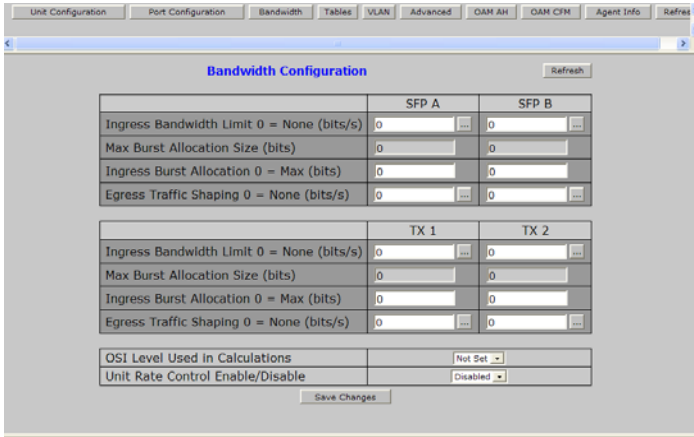 Unit Configuration Port Configuration Bandwidth Tables VLAN Advanced OAM AH OAM CFM Agent Info Refres
Bandwidth Configuration Refresh
SFP A SFP B
Ingress Bandwidth Limit 0 = None (bits/s) 0 ... 0 ...
Max Burst Allocation Size (bits) 0 0
Ingress Burst Allocation 0 = Max (bits) 0 0
Egress Traffic Shaping 0 = None (bits/s) 0 ... 0 ...
TX 1 TX 2
Ingress Bandwidth Limit 0 = None (bits/s) 0 ... 0 ...
Max Burst Allocation Size (bits) 0 0
Ingress Burst Allocation 0 = Max (bits) 0 0
Egress Traffic Shaping 0 = None (bits/s) 0 ... 0 ...
OSI Level Used in Calculations Not Set
Unit Rate Control Enable/Disable Disabled
Save Changes